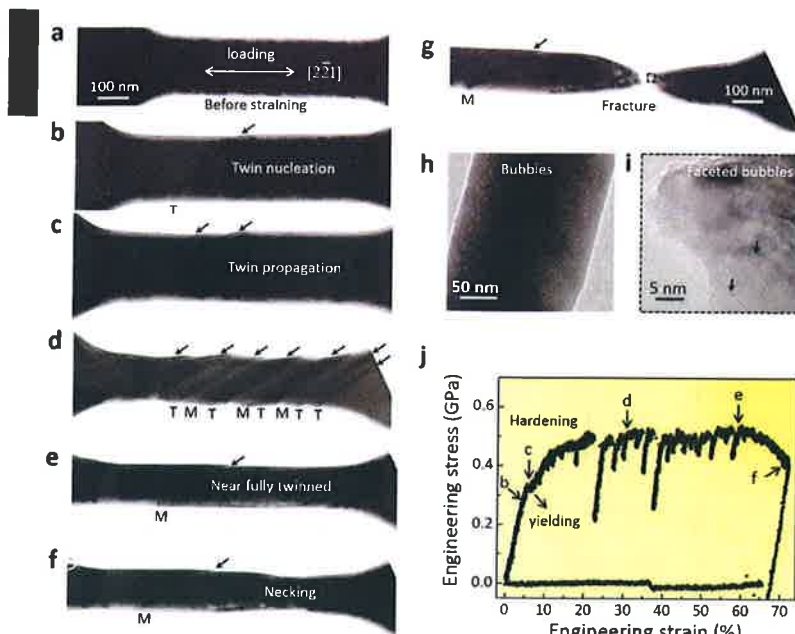 a
loading
[2̄2̄1]
100 nm
Before straining
b
Twin nucleation
T
c
Twin propagation
d
T M T M T M T T
e
Near fully twinned
M
f
Necking
M
g
M
Fracture
100 nm
h
Bubbles
50 nm
i
Faceted bubbles
5 nm
j
Engineering stress (GPa)
0.6
0.4
0.2
0.0
Hardening
b
c
yielding
d
e
f
0 10 20 30 40 50 60 70
Engineering strain (%)